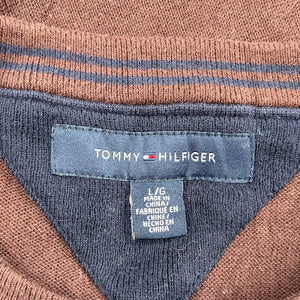 TOMMY HILFIGER
L/G
MADE IN
CHINA/
FABRIQUÉ EN
CHINE/
HECHO EN
CHINA